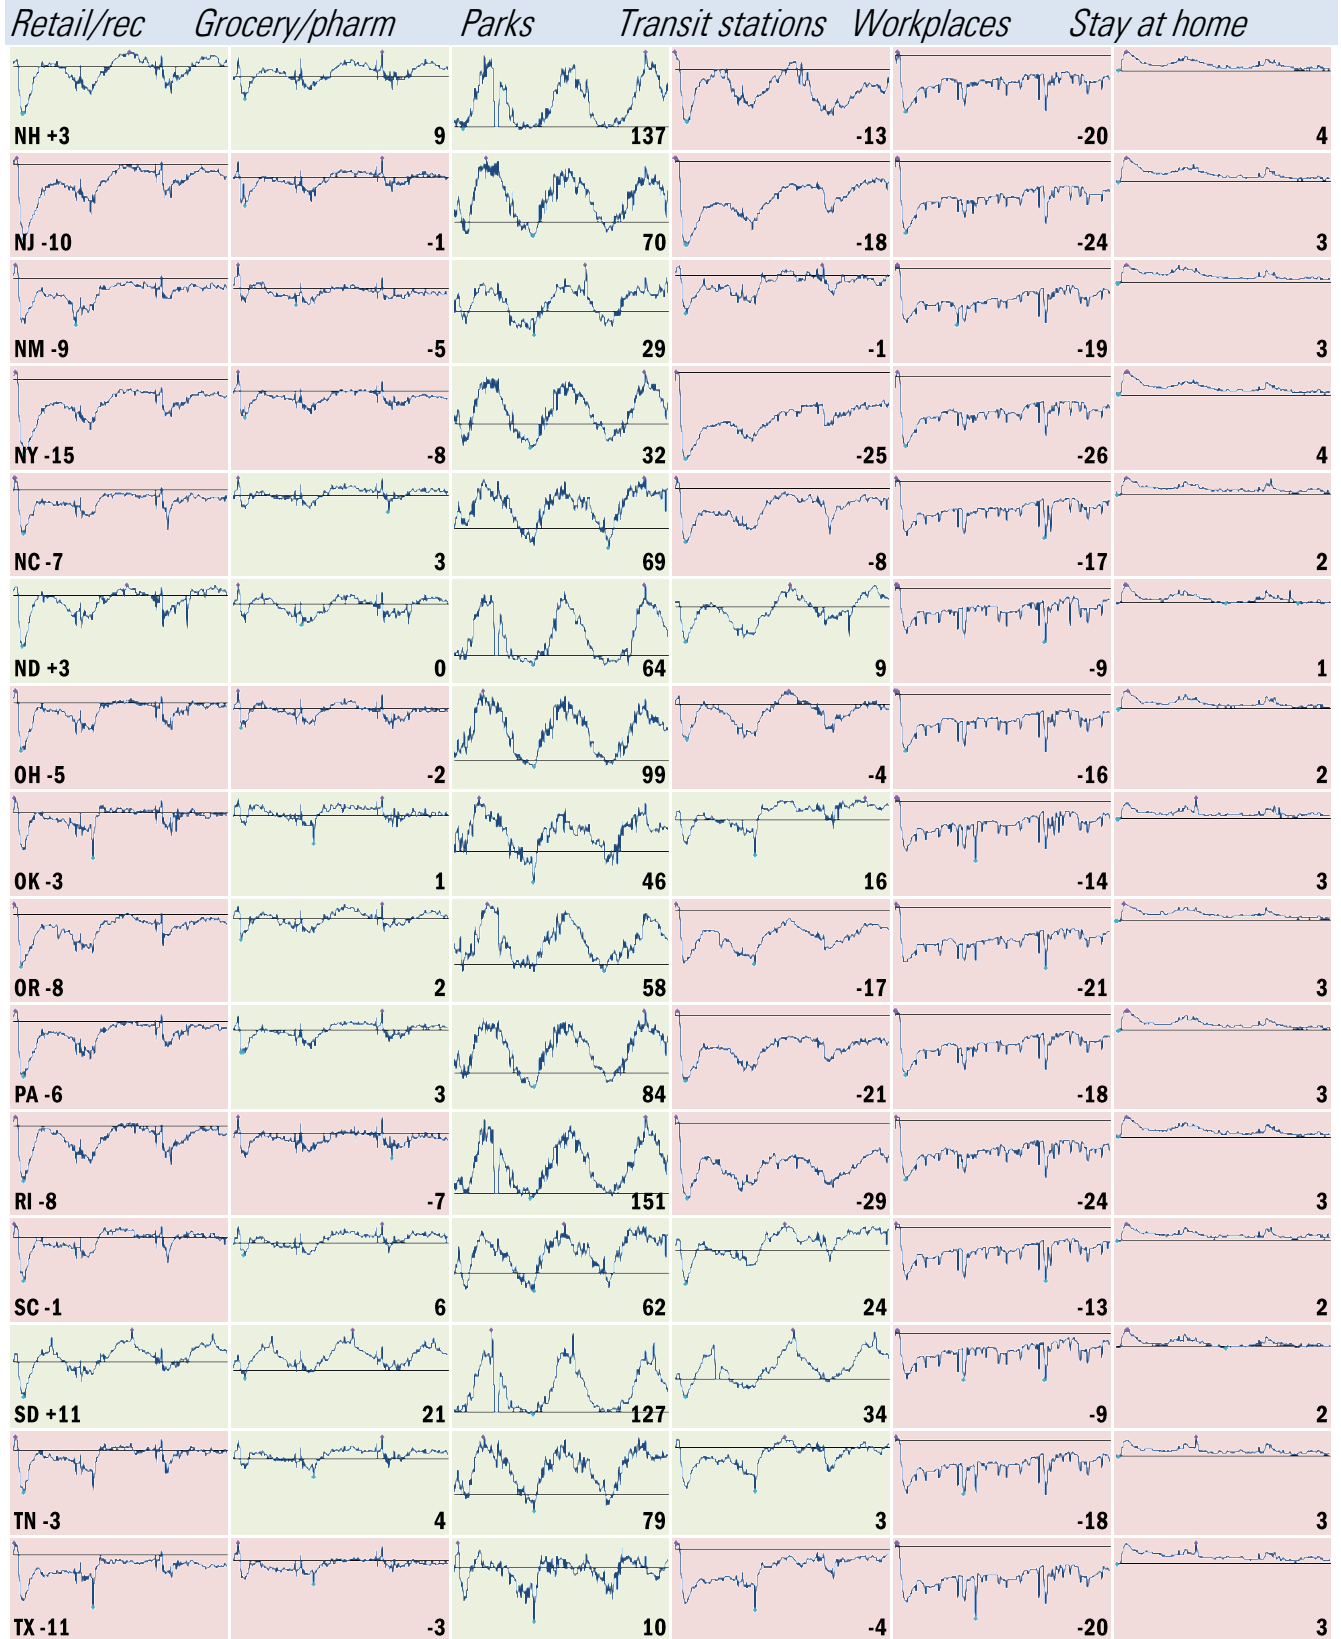 Retail/rec Grocery/pharm Parks Transit stations Workplaces Stay at home
NH +3 9 137 -13 -20 4
NJ -10 -1 70 -18 -24 3
NM -9 -5 29 -1 -19 3
NY -15 -8 32 -25 -26 4
NC -7 3 69 -8 -17 2
ND +3 0 64 9 -9 1
OH -5 -2 99 -4 -16 2
OK -3 1 46 16 -14 3
OR -8 2 58 -17 -21 3
PA -6 3 84 -21 -18 3
RI -8 -7 151 -29 -24 3
SC -1 6 62 24 -13 2
SD +11 21 127 34 -9 2
TN -3 4 79 3 -18 3
TX -11 -3 10 -4 -20 3